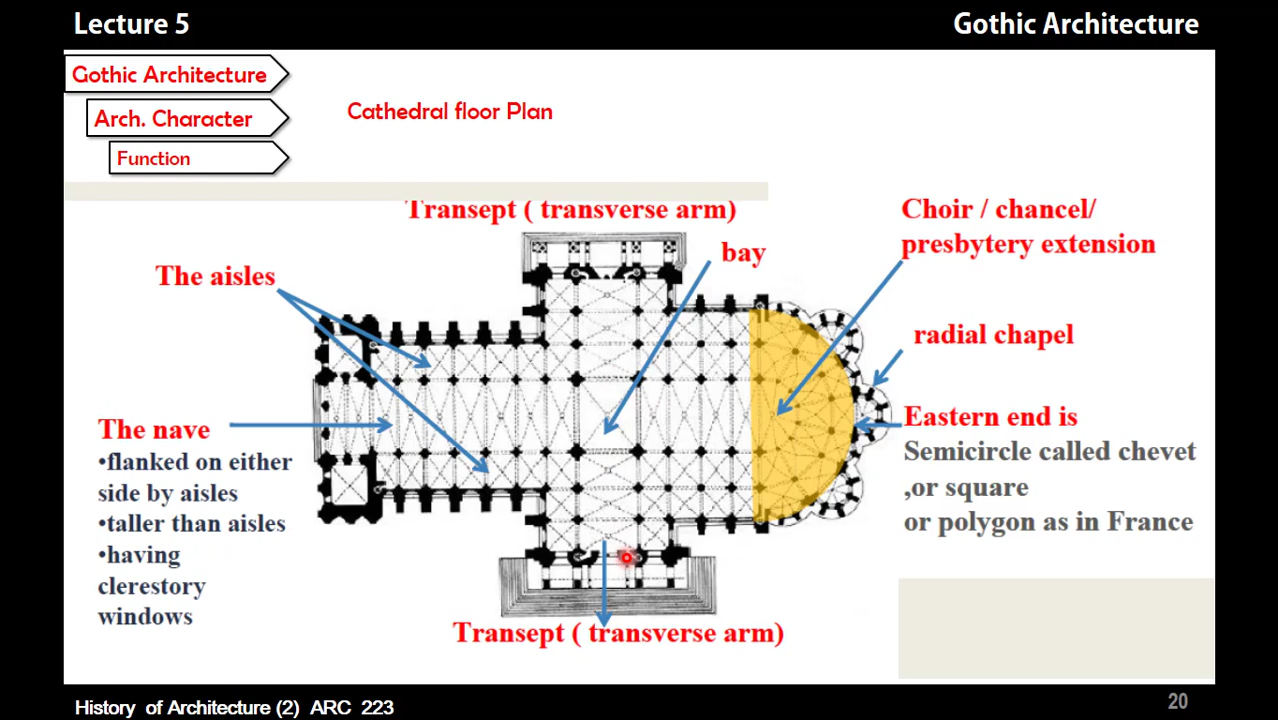 Lecture 5
Gothic Architecture
Gothic Architecture
Arch. Character
Function
Cathedral floor Plan
Transept ( transverse arm)
Choir / chancel/
presbytery extension
bay
The aisles
radial chapel
The nave
•flanked on either
side by aisles
•taller than aisles
•having
clerestory
windows
Eastern end is
Semicircle called chevet
,or square
or polygon as in France
Transept ( transverse arm)
History of Architecture (2) ARC 223
20